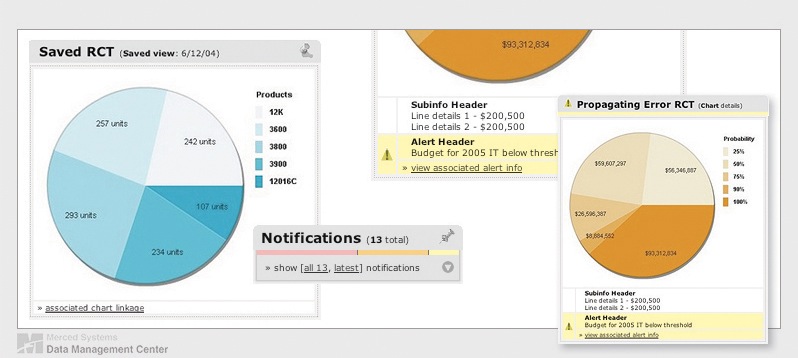 Saved RCT (Saved view: 6/12/04)
Products
12K
3600
3800
3900
12016C
257 units
242 units
293 units
107 units
234 units
» associated chart linkage
$93,312,834
Subinfo Header
Line details 1 - $200,500
Line details 2 - $200,500
Alert Header
Budget for 2005 IT below thresh
» view associated alert info
Notifications (13 total)
» show [all 13, latest] notifications
Propagating Error RCT (Chart details)
Probability
25%
50%
75%
90%
100%
$59,607,297
$56,346,887
$26,596,387
$8,884,552
$93,312,834
Subinfo Header
Line details 1 - $200,500
Line details 2 - $200,500
Alert Header
Budget for 2005 IT below threshold
» view associated alert info
Merced Systems
Data Management Center